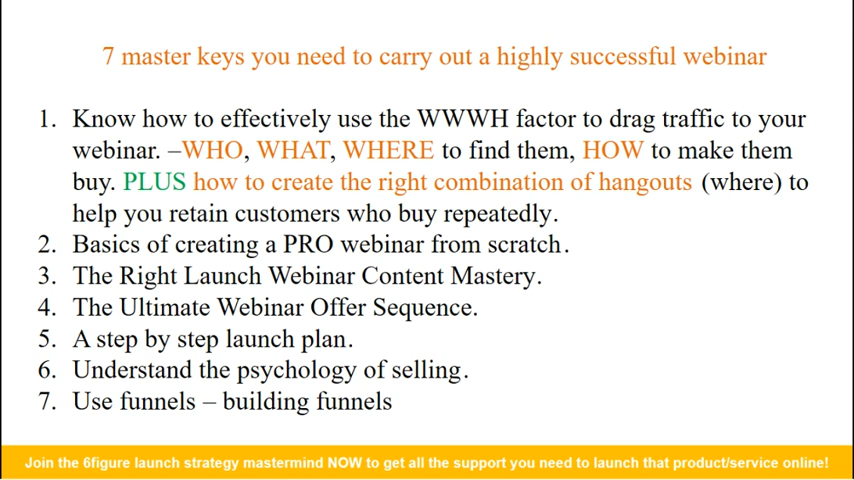 7 master keys you need to carry out a highly successful webinar
1. Know how to effectively use the WWWH factor to drag traffic to your
webinar. –WHO, WHAT, WHERE to find them, HOW to make them
buy. PLUS how to create the right combination of hangouts (where) to
help you retain customers who buy repeatedly.
2. Basics of creating a PRO webinar from scratch.
3. The Right Launch Webinar Content Mastery.
4. The Ultimate Webinar Offer Sequence.
5. A step by step launch plan.
6. Understand the psychology of selling.
7. Use funnels – building funnels
Join the 6figure launch strategy mastermind NOW to get all the support you need to launch that product/service online!